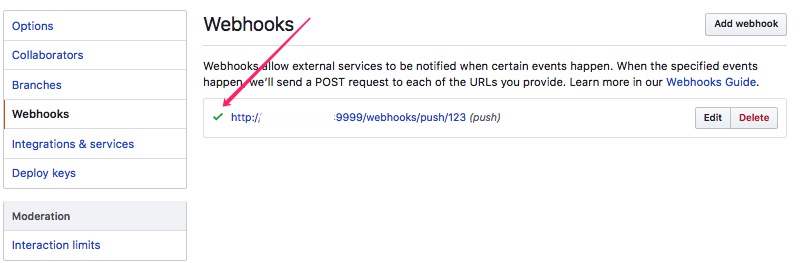 Options
Collaborators
Branches
Webhooks
Integrations & services
Deploy keys
Moderation
Interaction limits
Webhooks
Add webhook
Webhooks allow external services to be notified when certain events happen. When the specified events
happen, we'll send a POST request to each of the URLs you provide. Learn more in our Webhooks Guide.
http:// :9999/webhooks/push/123 (push)
Edit
Delete